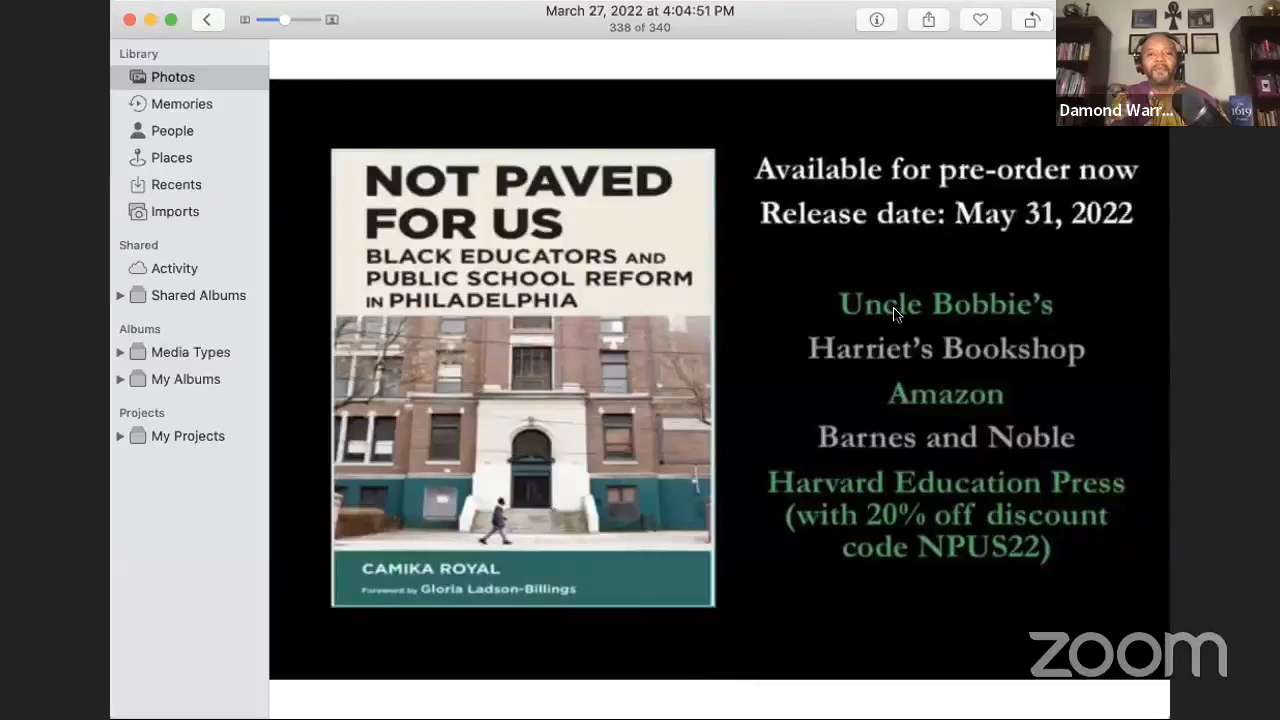 March 27, 2022 at 4:04:51 PM
338 of 340
Library
Photos
Memories
People
Places
Recents
Imports
Shared
Activity
Shared Albums
Albums
Media Types
My Albums
Projects
My Projects
NOT PAVED
FOR US
BLACK EDUCATORS AND
PUBLIC SCHOOL REFORM
IN PHILADELPHIA
CAMIKA ROYAL
Foreword by Gloria Ladson-Billings
Available for pre-order now
Release date: May 31, 2022
Uncle Bobbie's
Harriet's Bookshop
Amazon
Barnes and Noble
Harvard Education Press
(with 20% off discount
code NPUS22)
Damond Warr...
1619
zoom